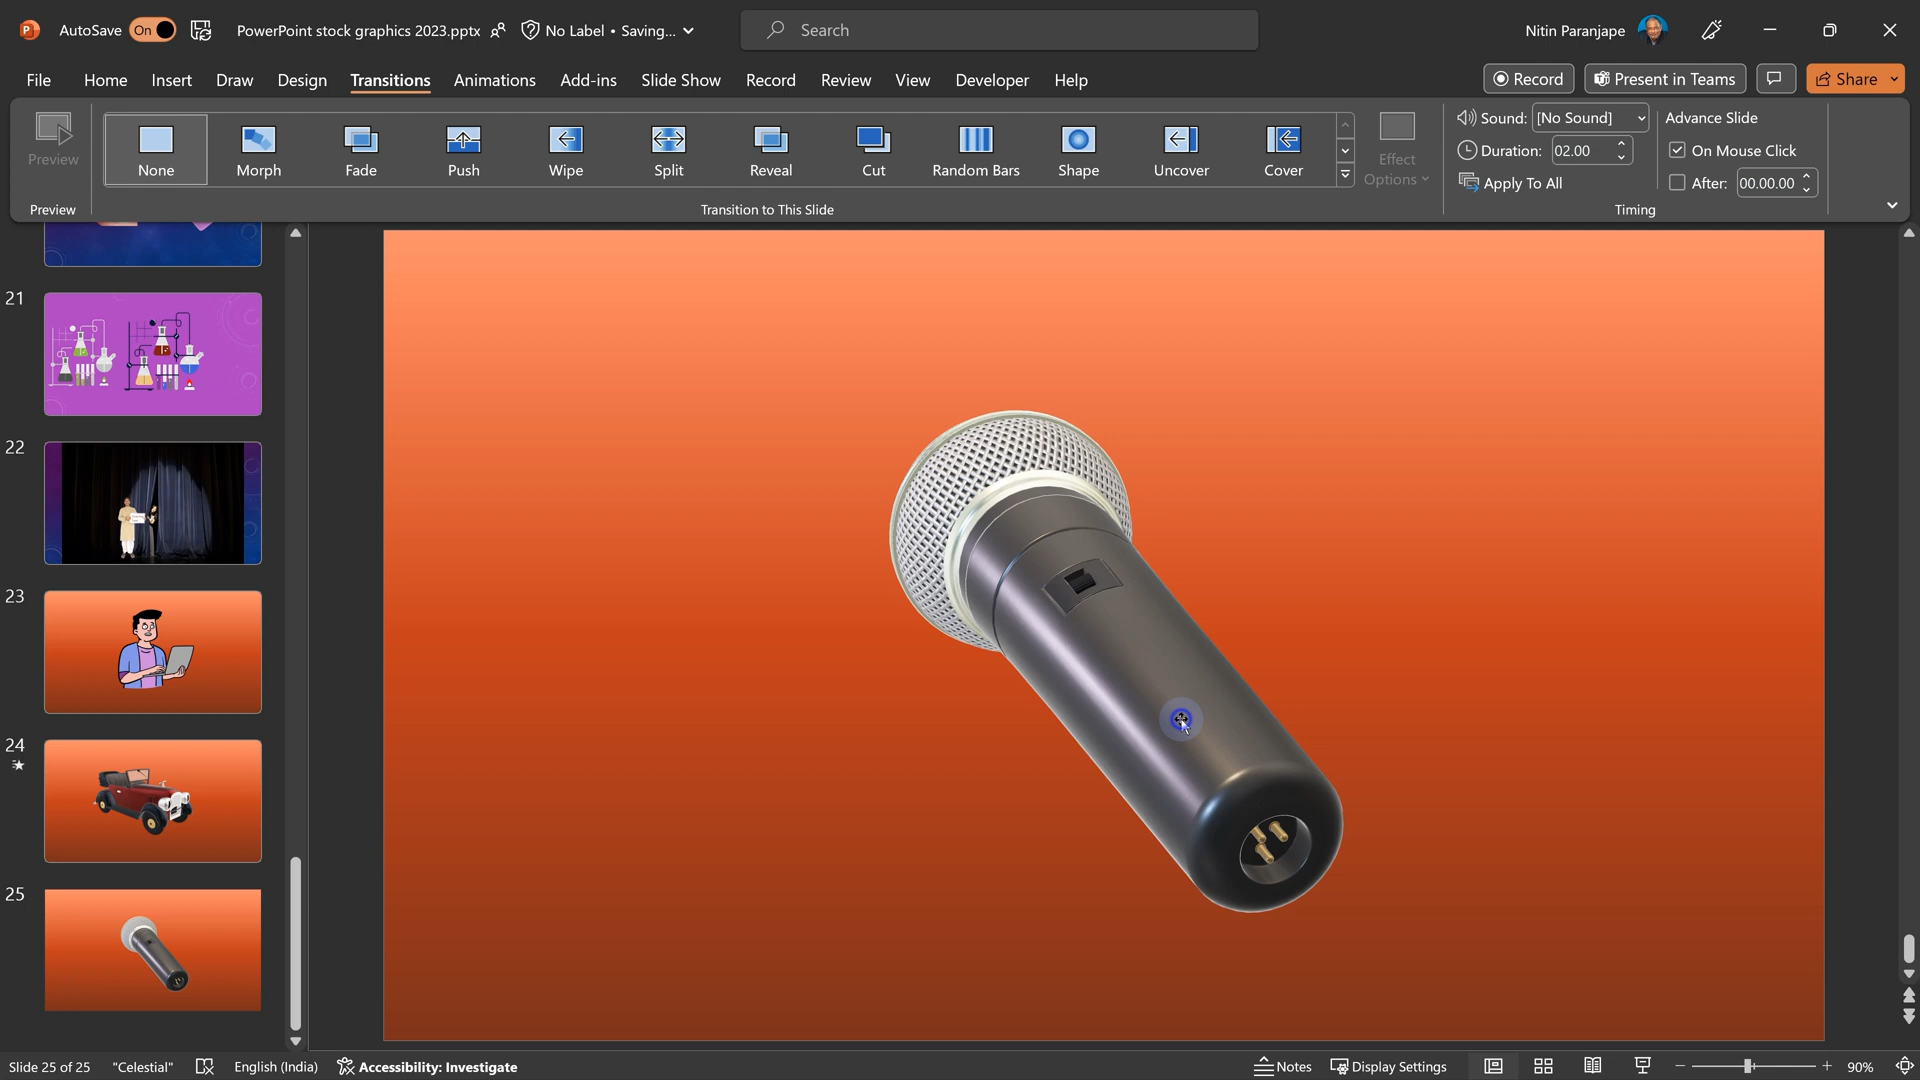 AutoSave On PowerPoint stock graphics 2023.pptx No Label • Saving... Search Nitin Paranjape
File Home Insert Draw Design Transitions Animations Add-ins Slide Show Record Review View Developer Help Record Present in Teams Share
Preview None Morph Fade Push Wipe Split Reveal Cut Random Bars Shape Uncover Cover Effect Options
Sound: [No Sound] Advance Slide
Duration: 02.00 On Mouse Click
Apply To All After: 00:00.00
Preview Transition to This Slide Timing
21
22
23
24
25
Slide 25 of 25 "Celestial" English (India) Accessibility: Investigate Notes Display Settings 90%